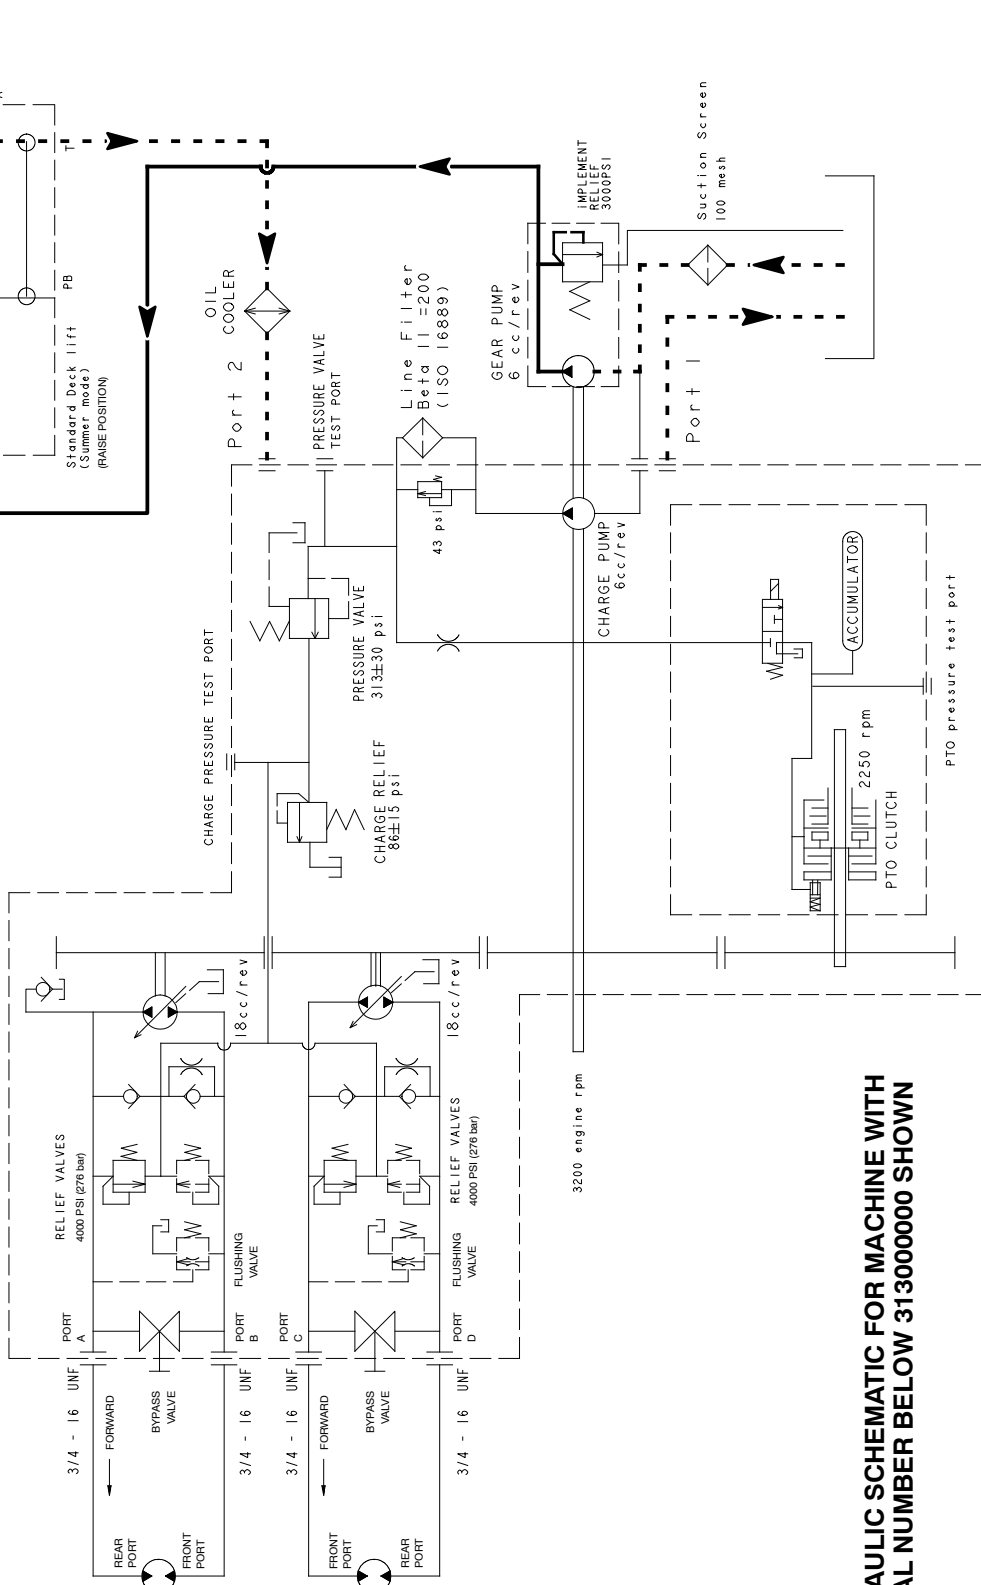 T
PB
Standard Deck lift
(Summer mode)
(RAISE POSITION)
OIL
COOLER
Port 2
PRESSURE VALVE
TEST PORT
Line Filter
Beta 11 =200
(ISO 16889)
GEAR PUMP
6 cc/rev
iMPLEMENT
RELIEF
3000PSI
Suction Screen
100 mesh
Port 1
43 psi
CHARGE PUMP
6cc/rev
PRESSURE VALVE
313±30 psi
CHARGE PRESSURE TEST PORT
CHARGE RELIEF
86±15 psi
ACCUMULATOR
PTO pressure test port
2250 rpm
PTO CLUTCH
18cc/rev
18cc/rev
3200 engine rpm
RELIEF VALVES
4000 PSI (276 bar)
RELIEF VALVES
4000 PSI (276 bar)
FLUSHING
VALVE
FLUSHING
VALVE
PORT
A
PORT
B
PORT
C
PORT
D
3/4 - 16 UNF
3/4 - 16 UNF
3/4 - 16 UNF
3/4 - 16 UNF
FORWARD
BYPASS
VALVE
FORWARD
BYPASS
VALVE
REAR
PORT
FRONT
PORT
FRONT
PORT
REAR
PORT
AULIC SCHEMATIC FOR MACHINE WITH
AL NUMBER BELOW 313000000 SHOWN